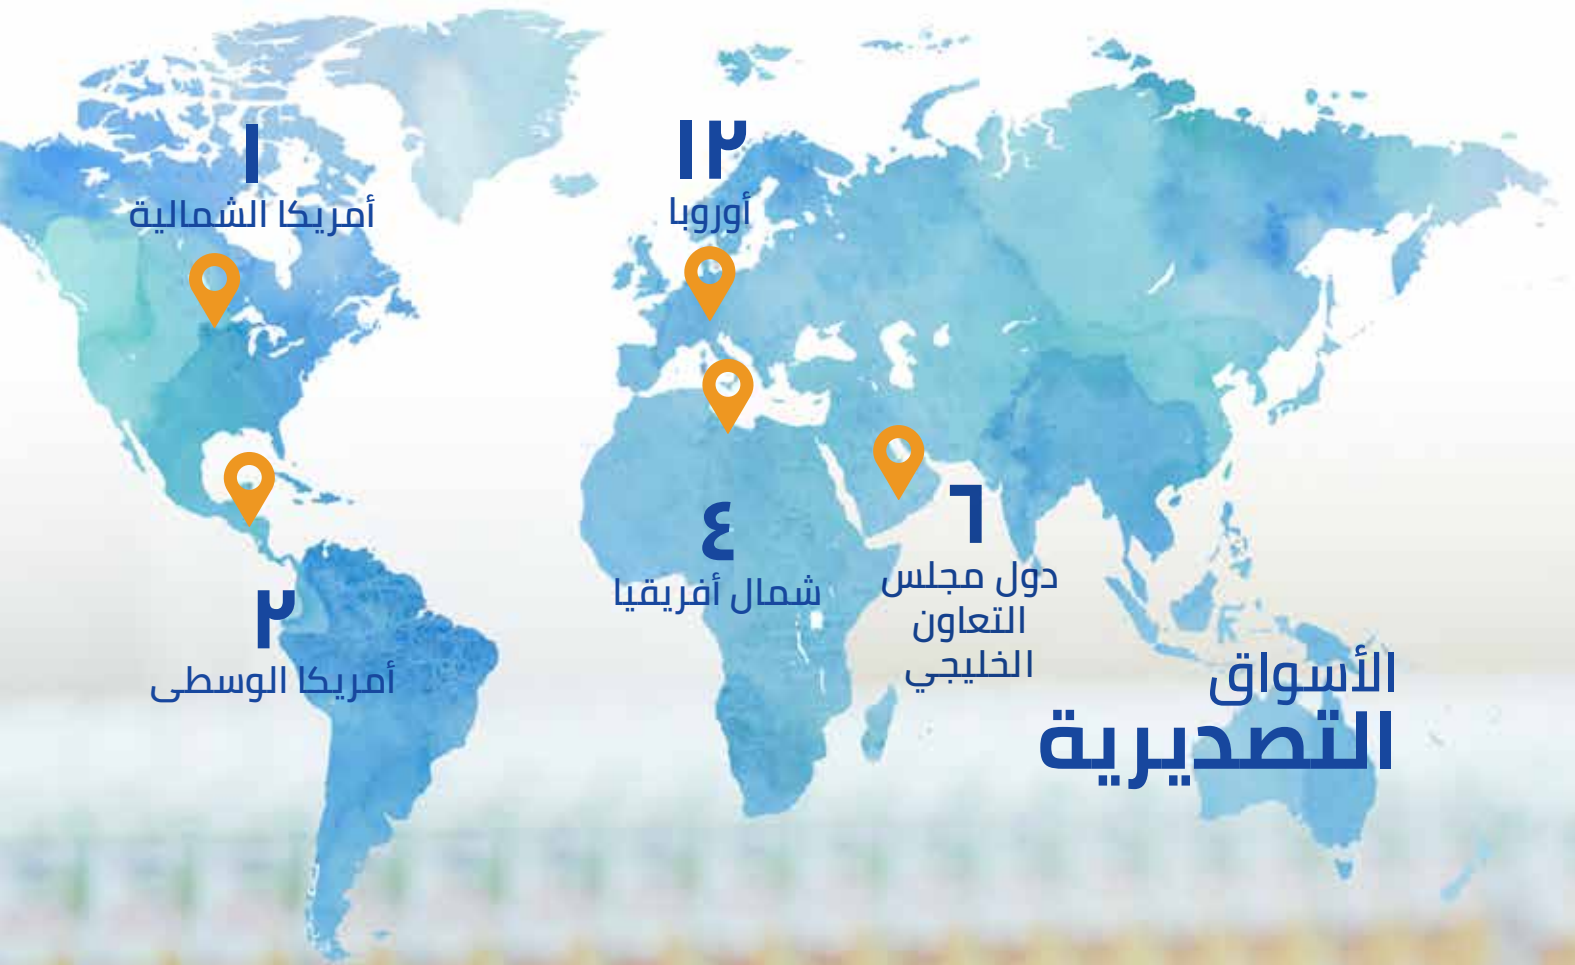 ١
أمريكا الشمالية
١٢
أوروبا
٢
أمريكا الوسطى
٤
شمال أفريقيا
٦
دول مجلس
التعاون
الخليجي
الأسواق
التصديرية